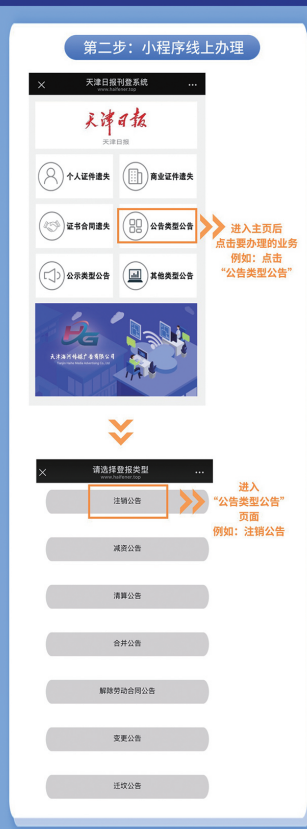 第二步：小程序线上办理
天津日报刊登系统
www.haifener.top
天津日报
天津日报
个人证件遗失
商业证件遗失
证书合同遗失
公告类型公告
公示类型公告
其他类型公告
进入主页后
点击要办理的业务
例如：点击
“公告类型公告”
天津海河传媒广告有限公司
请选择登报类型
www.haifener.top
注销公告
减资公告
清算公告
合并公告
解除劳动合同公告
变更公告
迁坟公告
进入
“公告类型公告”
页面
例如：注销公告